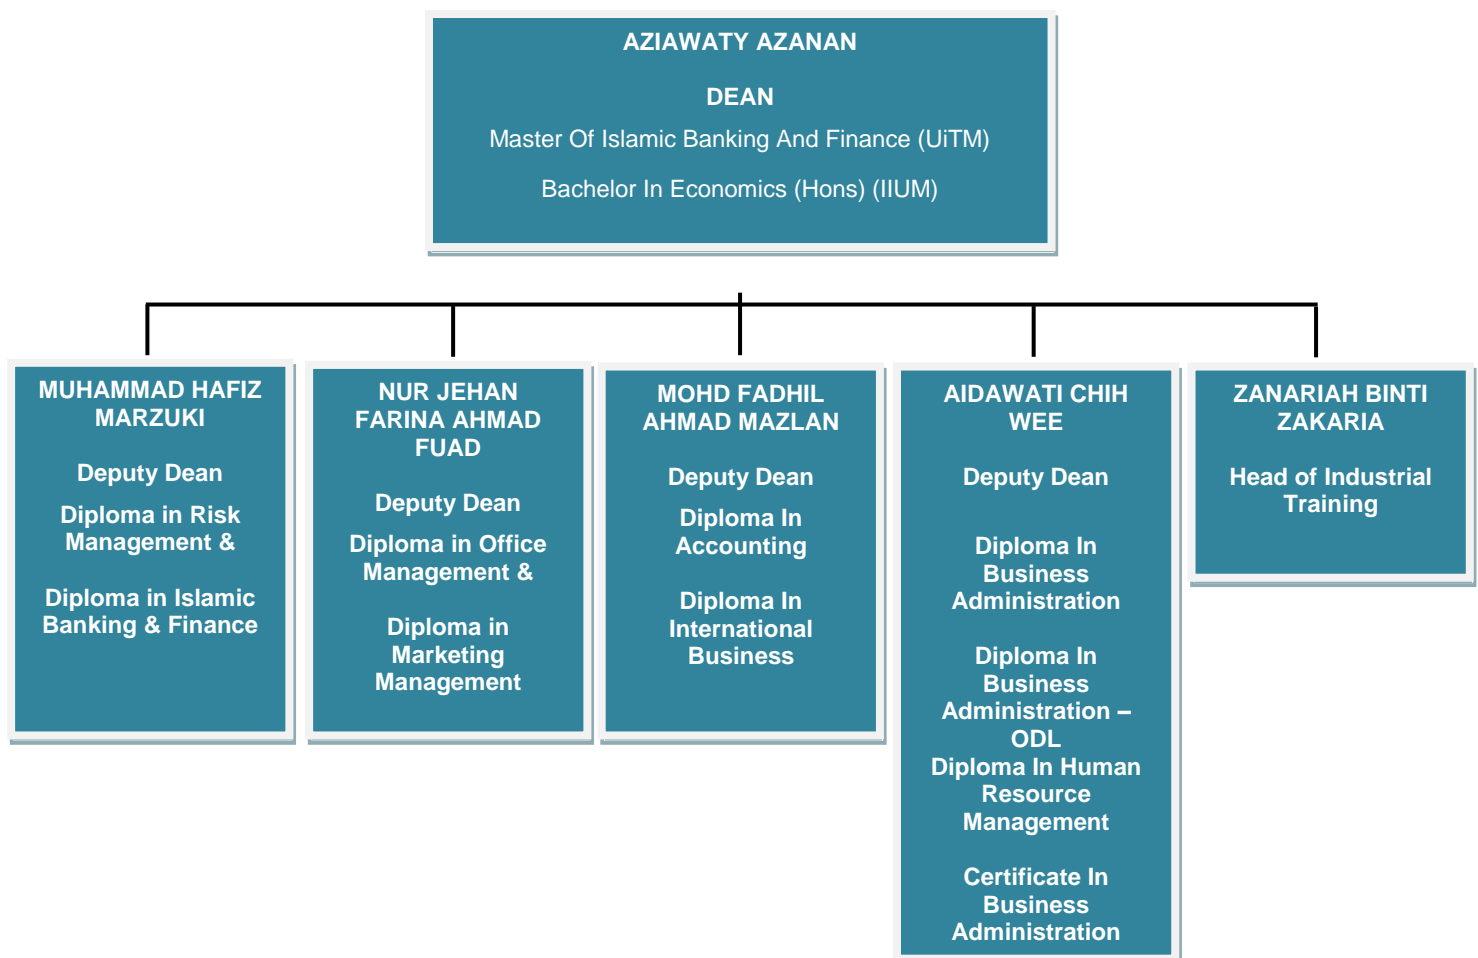 AZIAWATY AZANAN
DEAN
Master Of Islamic Banking And Finance (UiTM)
Bachelor In Economics (Hons) (IIUM)
MUHAMMAD HAFIZ
MARZUKI
Deputy Dean
Diploma in Risk
Management &
Diploma in Islamic
Banking & Finance
NUR JEHAN
FARINA AHMAD
FUAD
Deputy Dean
Diploma in Office
Management &
Diploma in
Marketing
Management
MOHD FADHIL
AHMAD MAZLAN
Deputy Dean
Diploma In
Accounting
Diploma In
International
Business
AIDAWATI CHIH
WEE
Deputy Dean
Diploma In
Business
Administration
Diploma In
Business
Administration –
ODL
Diploma In Human
Resource
Management
Certificate In
Business
Administration
ZANARIAH BINTI
ZAKARIA
Head of Industrial
Training